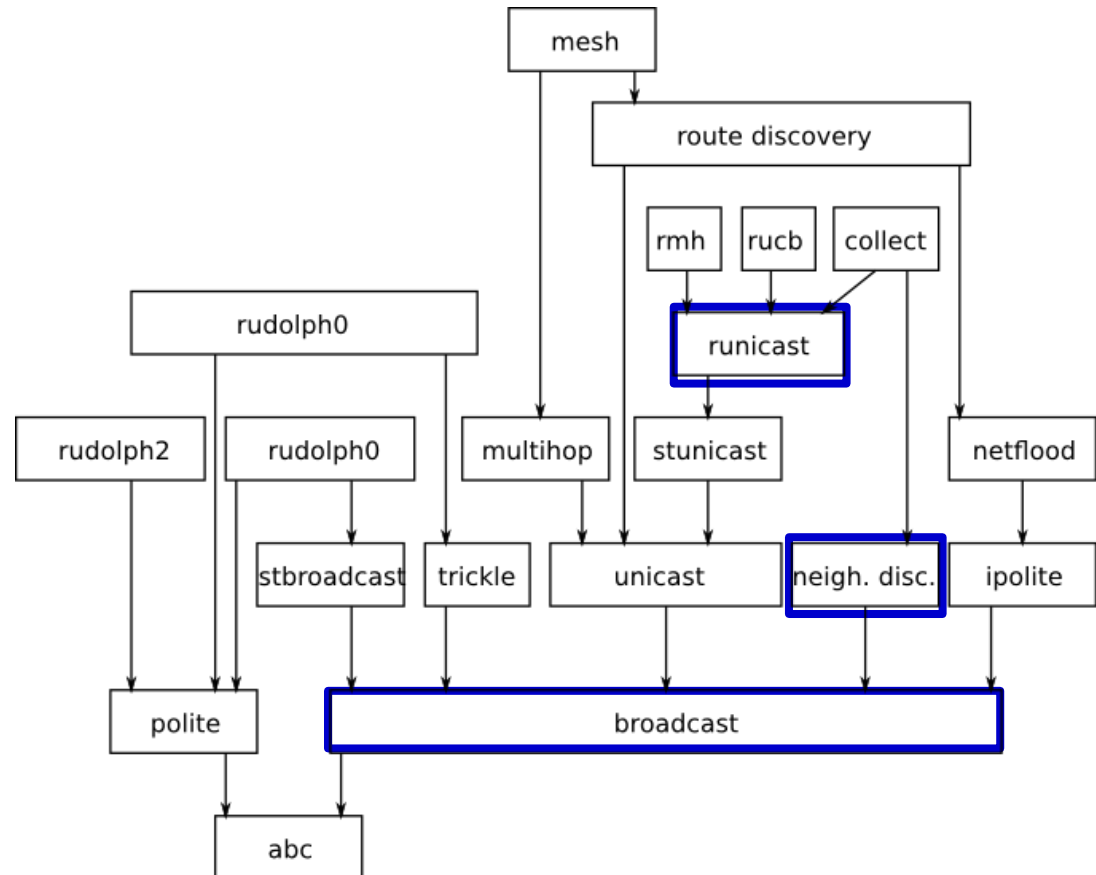 mesh
route discovery
rmh
rucb
collect
rudolph0
runicast
rudolph2
rudolph0
multihop
stunicast
netflood
stbroadcast
trickle
unicast
neigh. disc.
ipolite
polite
broadcast
abc